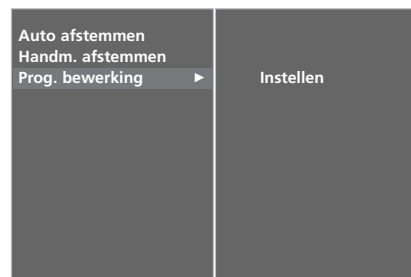 Auto afstemmen
Handm. afstemmen
Prog. bewerking ►
Instellen